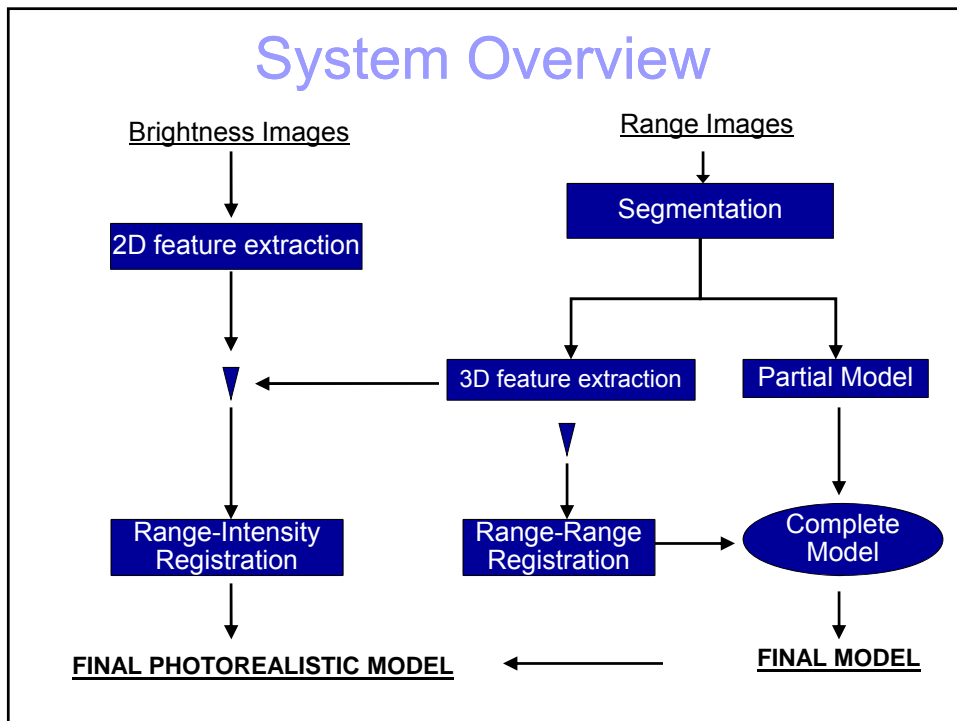 System Overview
Brightness Images
Range Images
Segmentation
2D feature extraction
3D feature extraction
Partial Model
Range-Intensity
Registration
Range-Range
Registration
Complete
Model
FINAL PHOTOREALISTIC MODEL
FINAL MODEL